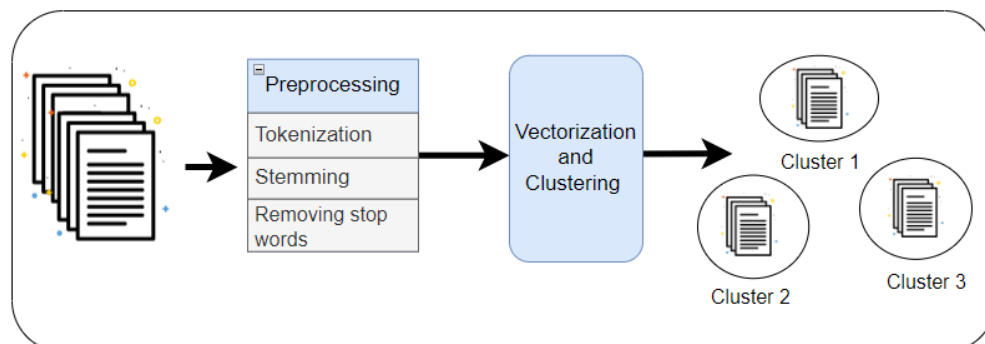 Preprocessing
Tokenization
Stemming
Removing stop
words
Vectorization
and
Clustering
Cluster 1
Cluster 2
Cluster 3